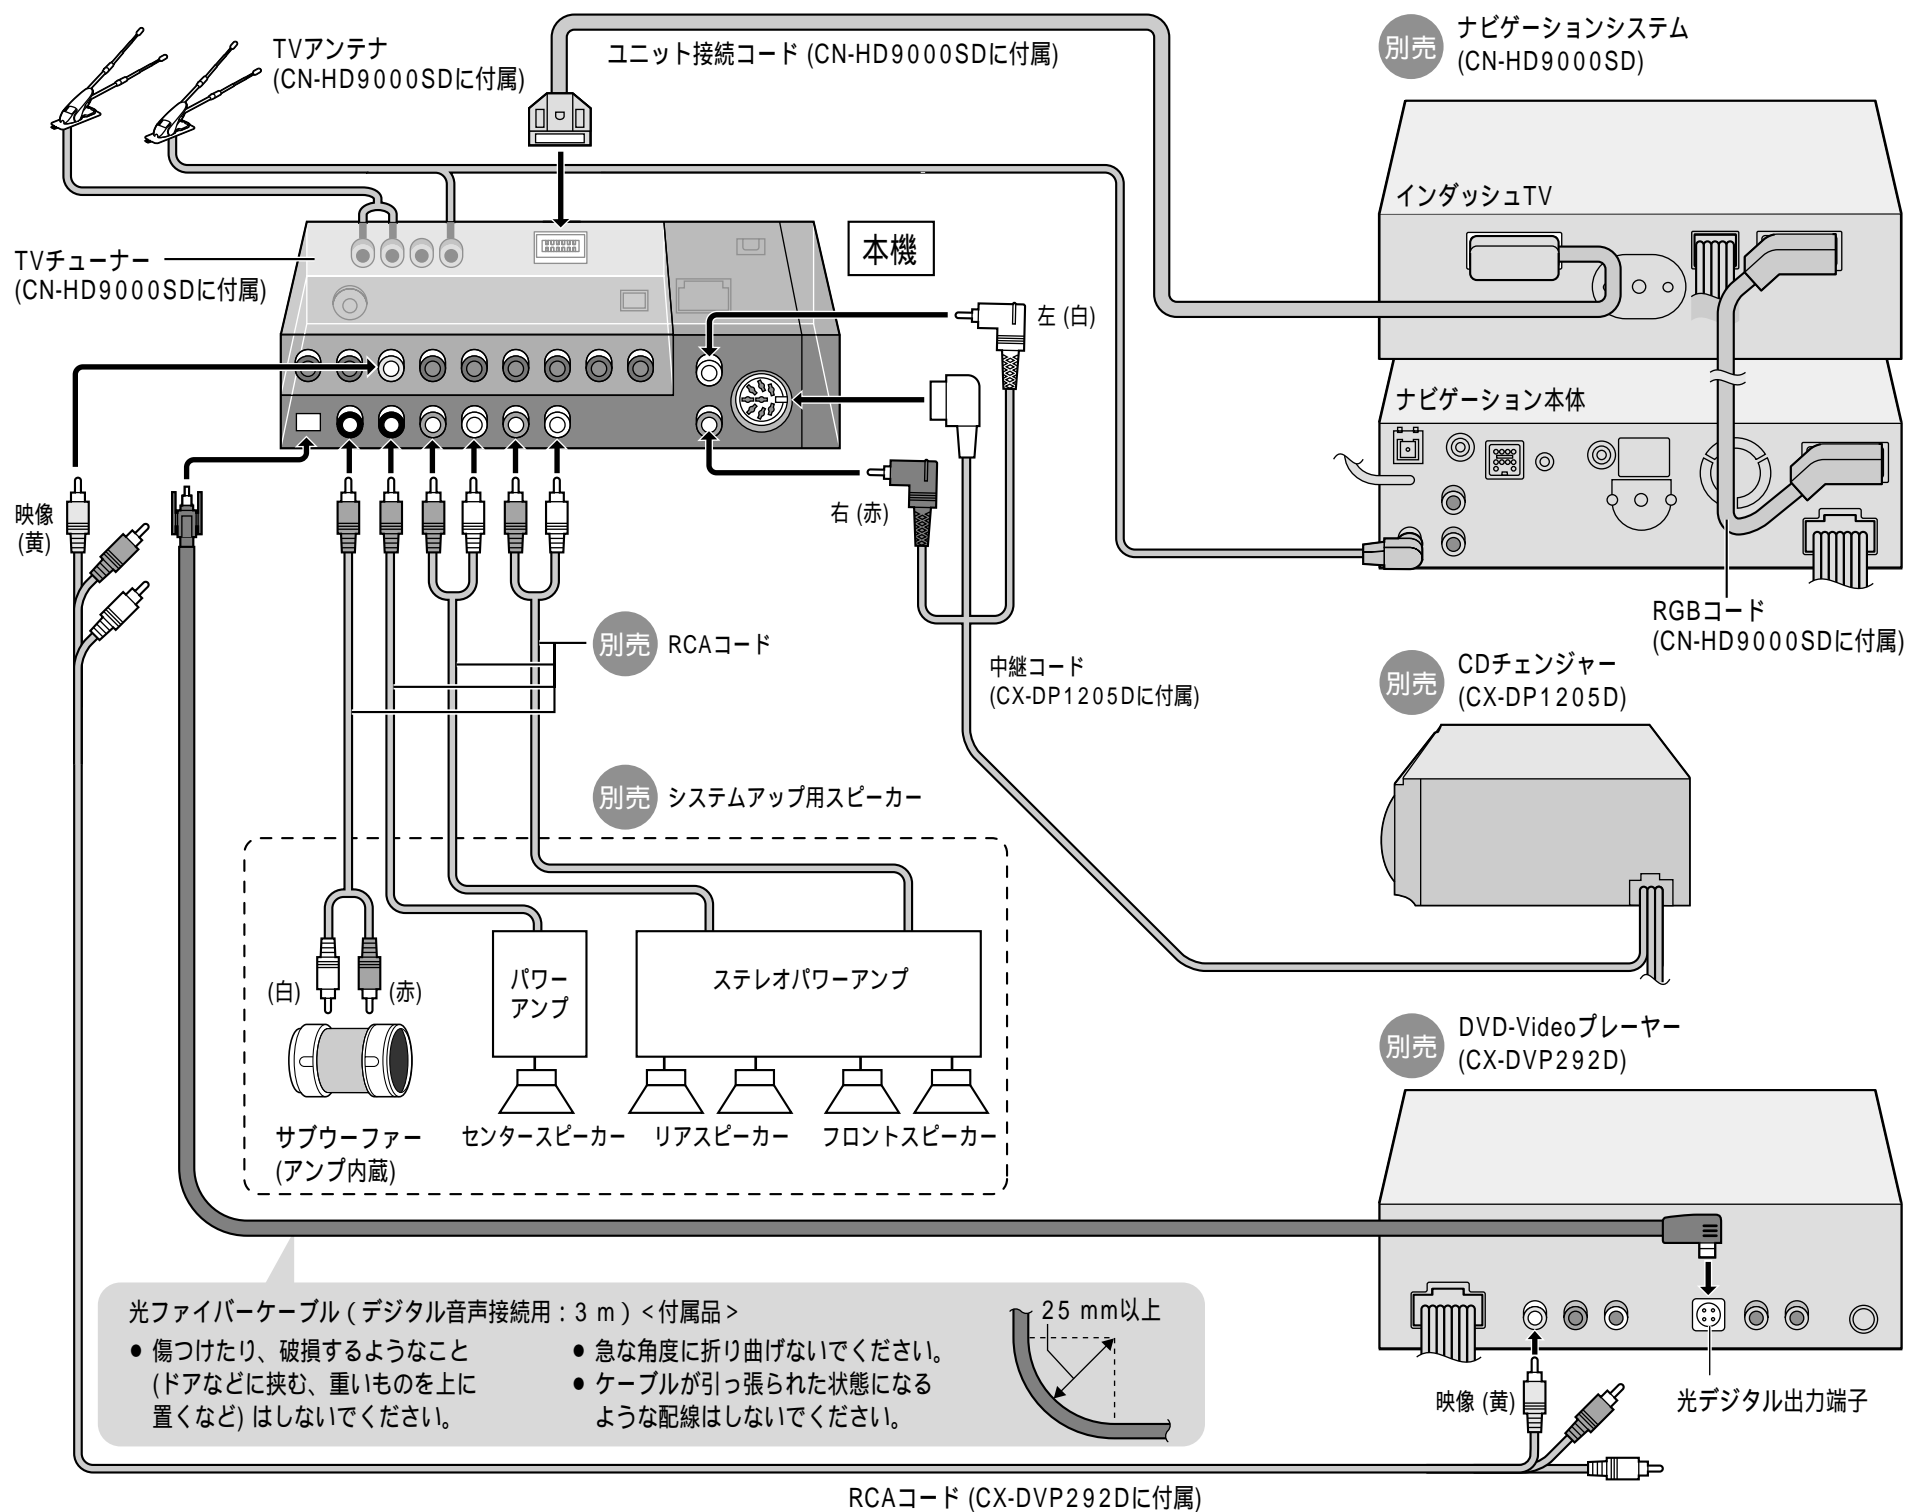 TVアンテナ
(CN-HD9000SDに付属)
ユニット接続コード (CN-HD9000SDに付属)
別売
ナビゲーションシステム
(CN-HD9000SD)
インダッシュTV
本機
TVチューナー
(CN-HD9000SDに付属)
左 (白)
ナビゲーション本体
映像
(黄)
右 (赤)
RGBコード
(CN-HD9000SDに付属)
別売
RCAコード
中継コード
(CX-DP1205Dに付属)
別売
CDチェンジャー
(CX-DP1205D)
別売
システムアップ用スピーカー
(白)
(赤)
パワー
アンプ
ステレオパワーアンプ
サブウーファー
(アンプ内蔵)
センタースピーカー
リアスピーカー
フロントスピーカー
別売
DVD-Videoプレーヤー
(CX-DVP292D)
光ファイバーケーブル ( デジタル音声接続用 : 3 m ) < 付属品 >
● 傷つけたり、破損するようなこと
(ドアなどに挟む、重いものを上に
置くなど) はしないでください。
● 急な角度に折り曲げないでください。
● ケーブルが引っ張られた状態になる
ような配線はしないでください。
25 mm以上
映像 (黄)
光デジタル出力端子
RCAコード (CX-DVP292Dに付属)